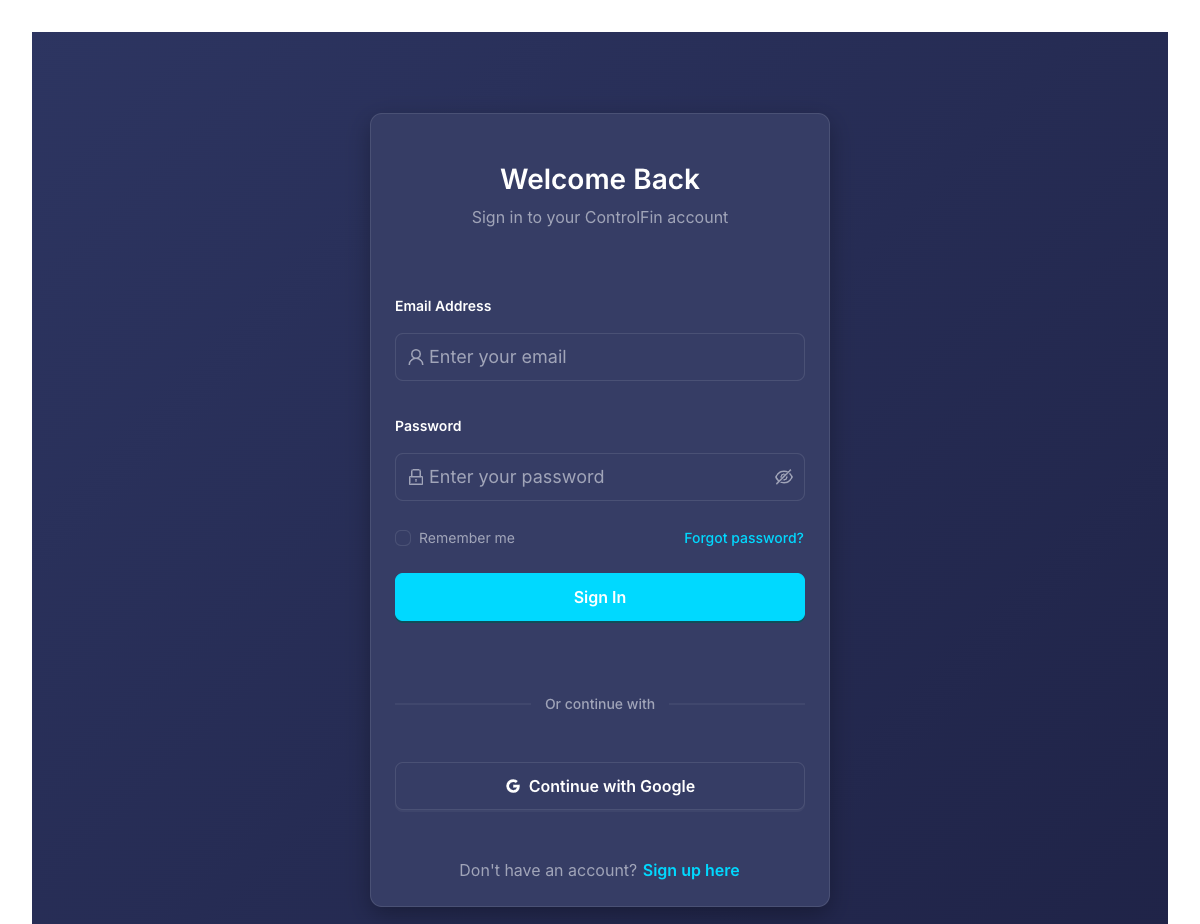 Welcome Back
Sign in to your ControlFin account
Email Address
Enter your email
Password
Enter your password
Remember me
Forgot password?
Sign In
Or continue with
G Continue with Google
Don't have an account? Sign up here